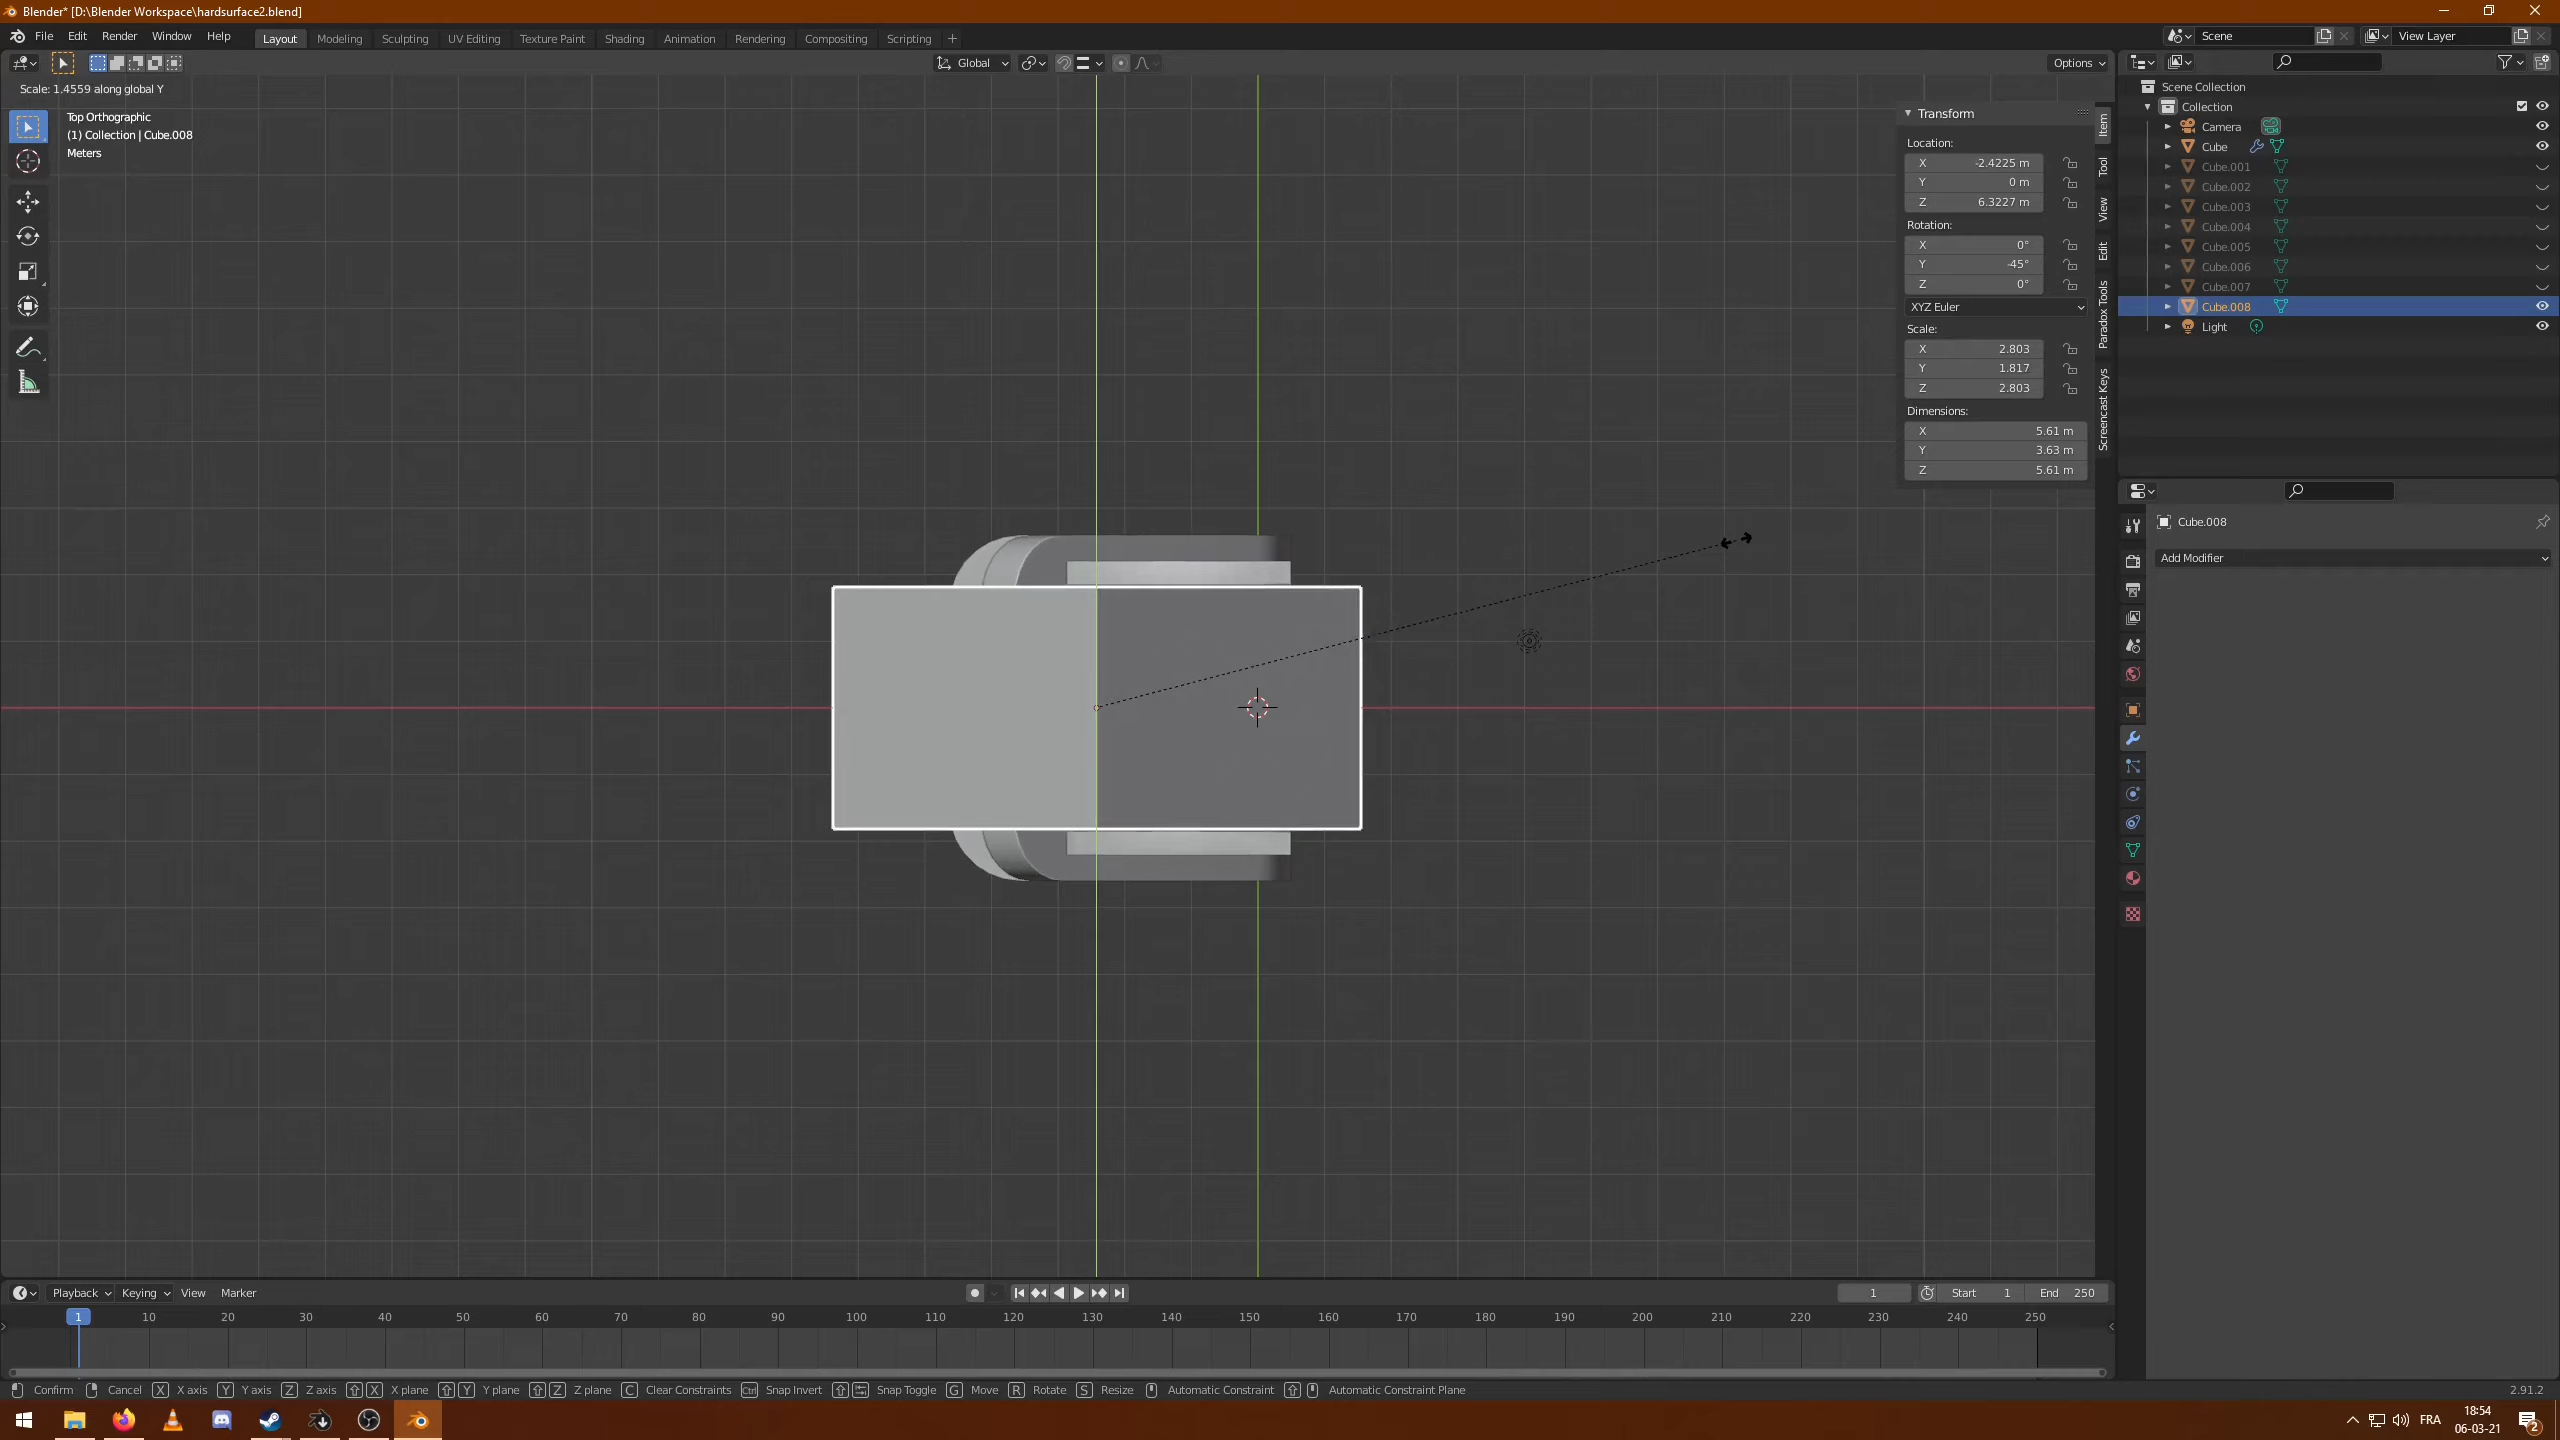 Blender* [D:\Blender Workspace\hardsurface2.blend]
File Edit Render Window Help Layout Modeling Sculpting UV Editing Texture Paint Shading Animation Rendering Compositing Scripting Scene View Layer
Global Options
Scale: 1.4559 along global Y
Top Orthographic
(1) Collection | Cube.008
Meters
Transform
Location:
X -2.4225 m
Y 0 m
Z 6.3227 m
Rotation:
X 0°
Y -45°
Z 0°
XYZ Euler
Scale:
X 2.803
Y 1.817
Z 2.803
Dimensions:
X 5.61 m
Y 3.63 m
Z 5.61 m
Item
Tool
View
Edit
Paradox Tools
Screencast Keys
Scene Collection
Collection
Camera
Cube
Cube.001
Cube.002
Cube.003
Cube.004
Cube.005
Cube.006
Cube.007
Cube.008
Light
Cube.008
Add Modifier
Playback Keying View Marker 1 Start 1 End 250
1 10 20 30 40 50 60 70 80 90 100 110 120 130 140 150 160 170 180 190 200 210 220 230 240 250
Confirm Cancel X X axis Y Y axis Z Z axis X X plane Y Y plane Z Z plane C Clear Constraints Ctrl Snap Invert Snap Toggle G Move R Rotate S Resize Automatic Constraint Automatic Constraint Plane 2.91.2
FRA
18:54
06-03-21
2